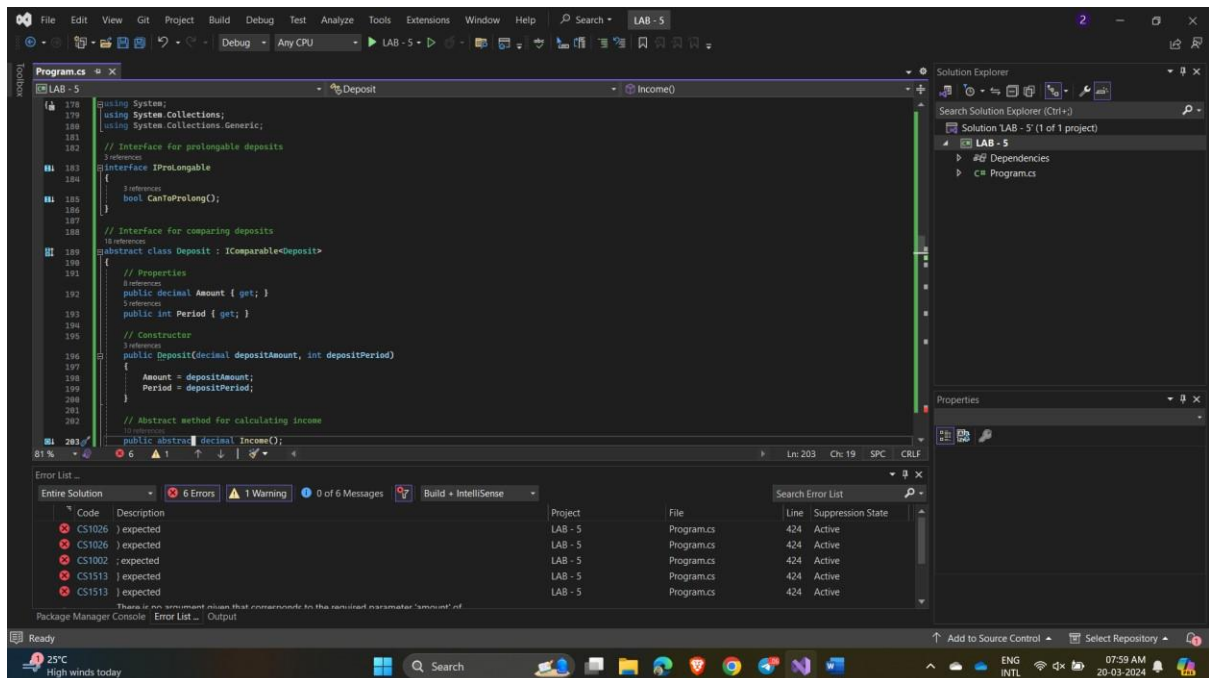 File Edit View Git Project Build Debug Test Analyze Tools Extensions Window Help Search LAB - 5 2
Debug Any CPU LAB - 5
Toolbox
Program.cs
LAB - 5 Deposit Income()
178 using System;
179 using System.Collections;
180 using System.Collections.Generic;
181
182 // Interface for prolongable deposits
3 references
183 interface IProLongable
184 {
3 references
185 bool CanToProlong();
186 }
187
188 // Interface for comparing deposits
18 references
189 abstract class Deposit : IComparable<Deposit>
190 {
191 // Properties
8 references
192 public decimal Amount { get; }
5 references
193 public int Period { get; }
194
195 // Constructor
3 references
196 public Deposit(decimal depositAmount, int depositPeriod)
197 {
198 Amount = depositAmount;
199 Period = depositPeriod;
200 }
201
202 // Abstract method for calculating income
10 references
203 public abstract decimal Income();
81 % 6 1 Ln: 203 Ch: 19 SPC CRLF
Error List ...
Entire Solution 6 Errors 1 Warning 0 of 6 Messages Build + IntelliSense Search Error List
Code Description Project File Line Suppression State
CS1026 ) expected LAB - 5 Program.cs 424 Active
CS1026 ) expected LAB - 5 Program.cs 424 Active
CS1002 ; expected LAB - 5 Program.cs 424 Active
CS1513 } expected LAB - 5 Program.cs 424 Active
CS1513 } expected LAB - 5 Program.cs 424 Active
There is no argument given that corresponds to the required parameter 'amount' of
Package Manager Console Error List ... Output
Solution Explorer
Search Solution Explorer (Ctrl+;)
Solution 'LAB - 5' (1 of 1 project)
LAB - 5
Dependencies
C# Program.cs
Properties
Ready Add to Source Control Select Repository
1 25°C
High winds today
Search
ENG
INTL
07:59 AM
20-03-2024